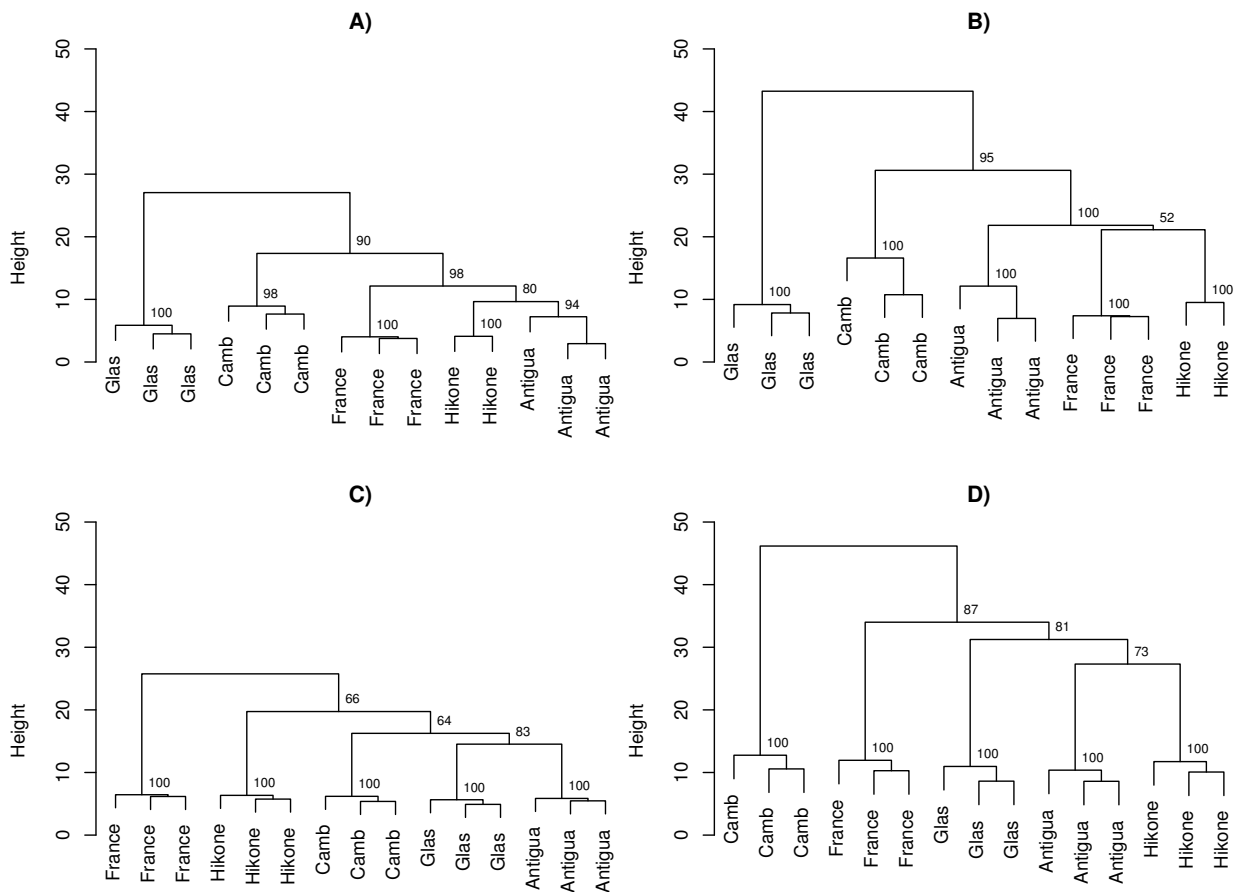 A)
50
40
30
20
10
0
Height
90
98
80
94
100
98
100
100
Glas
Glas
Glas
Camb
Camb
Camb
France
France
France
Hikone
Hikone
Antigua
Antigua
Antigua
B)
50
40
30
20
10
0
Height
95
100
52
100
100
100
100
100
Glas
Glas
Glas
Camb
Camb
Camb
Antigua
Antigua
Antigua
France
France
France
Hikone
Hikone
C)
50
40
30
20
10
0
Height
66
64
83
100
100
100
100
100
France
France
France
Hikone
Hikone
Hikone
Camb
Camb
Camb
Glas
Glas
Glas
Antigua
Antigua
Antigua
D)
50
40
30
20
10
0
Height
87
81
73
100
100
100
100
100
Camb
Camb
Camb
France
France
France
Glas
Glas
Glas
Antigua
Antigua
Antigua
Hikone
Hikone
Hikone